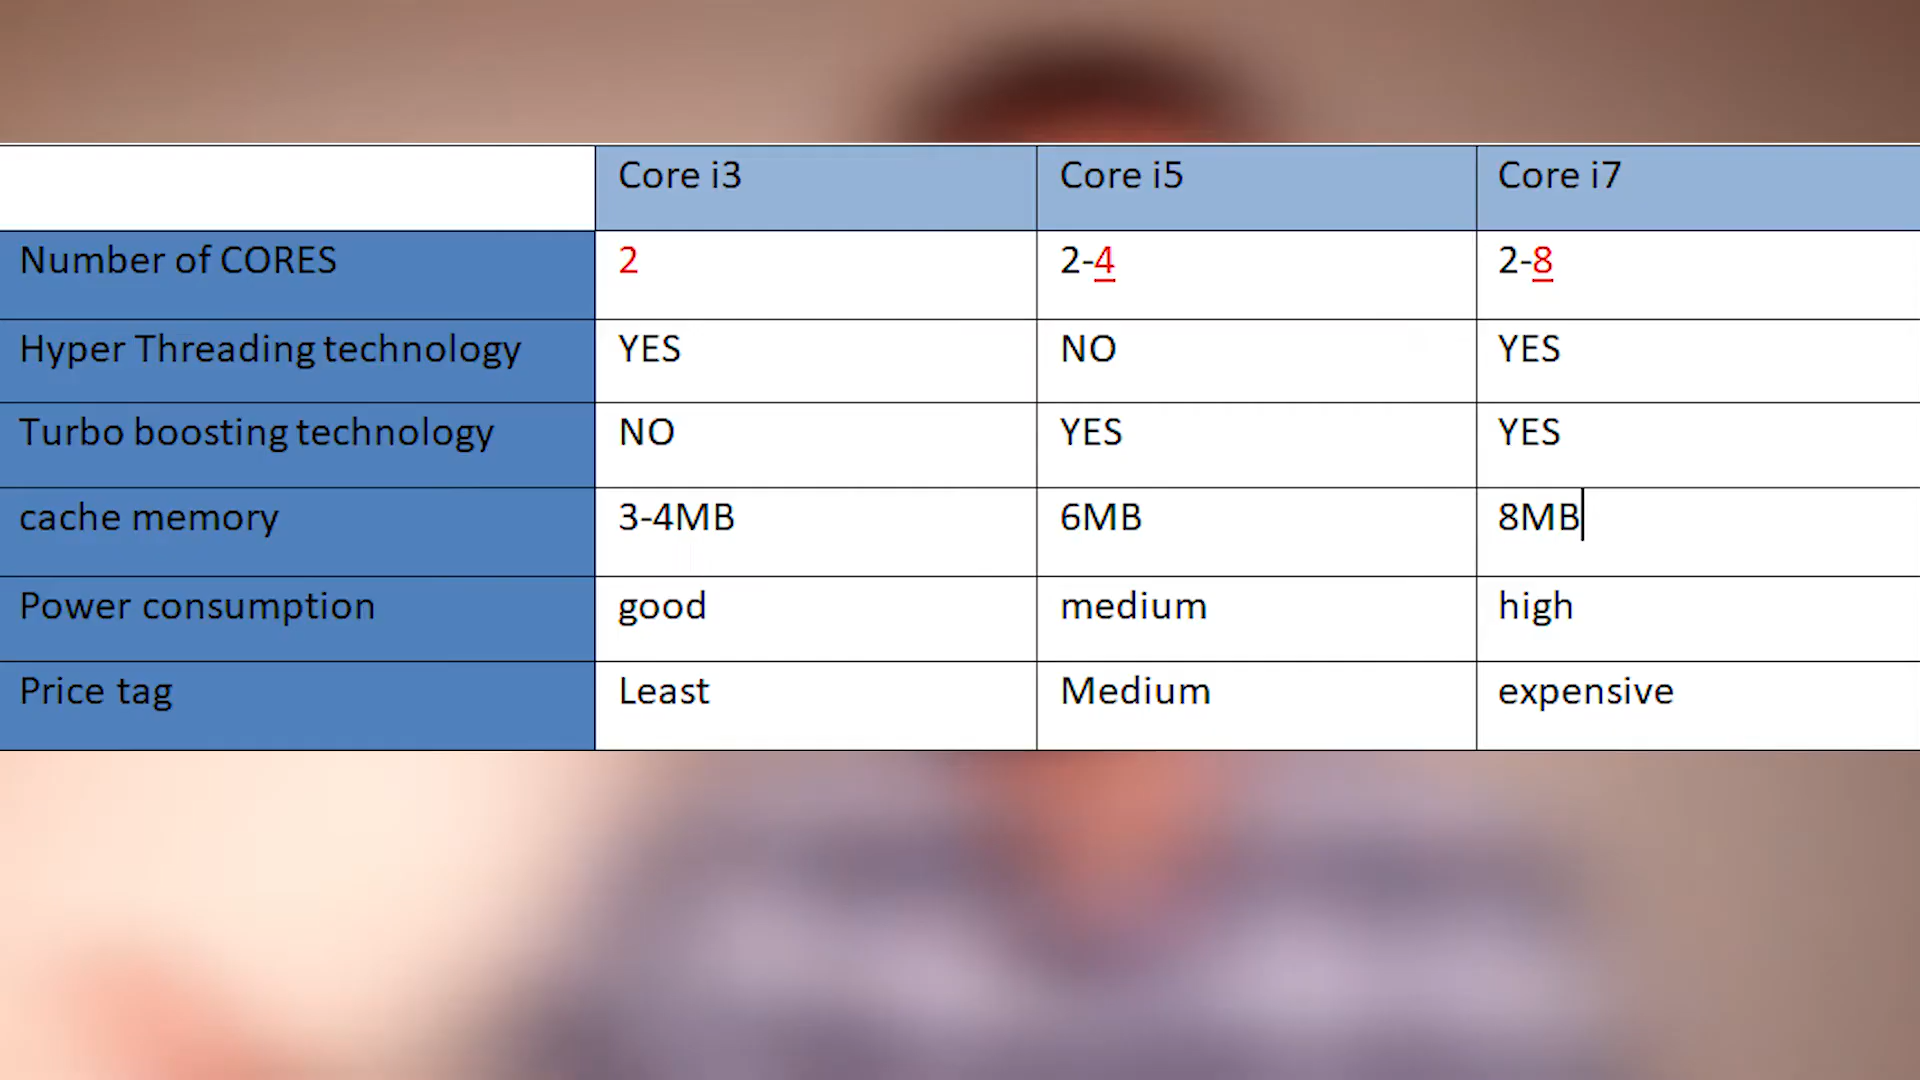 Core i3 Core i5 Core i7
Number of CORES 2 2-4 2-8
Hyper Threading technology YES NO YES
Turbo boosting technology NO YES YES
cache memory 3-4MB 6MB 8MB
Power consumption good medium high
Price tag Least Medium expensive